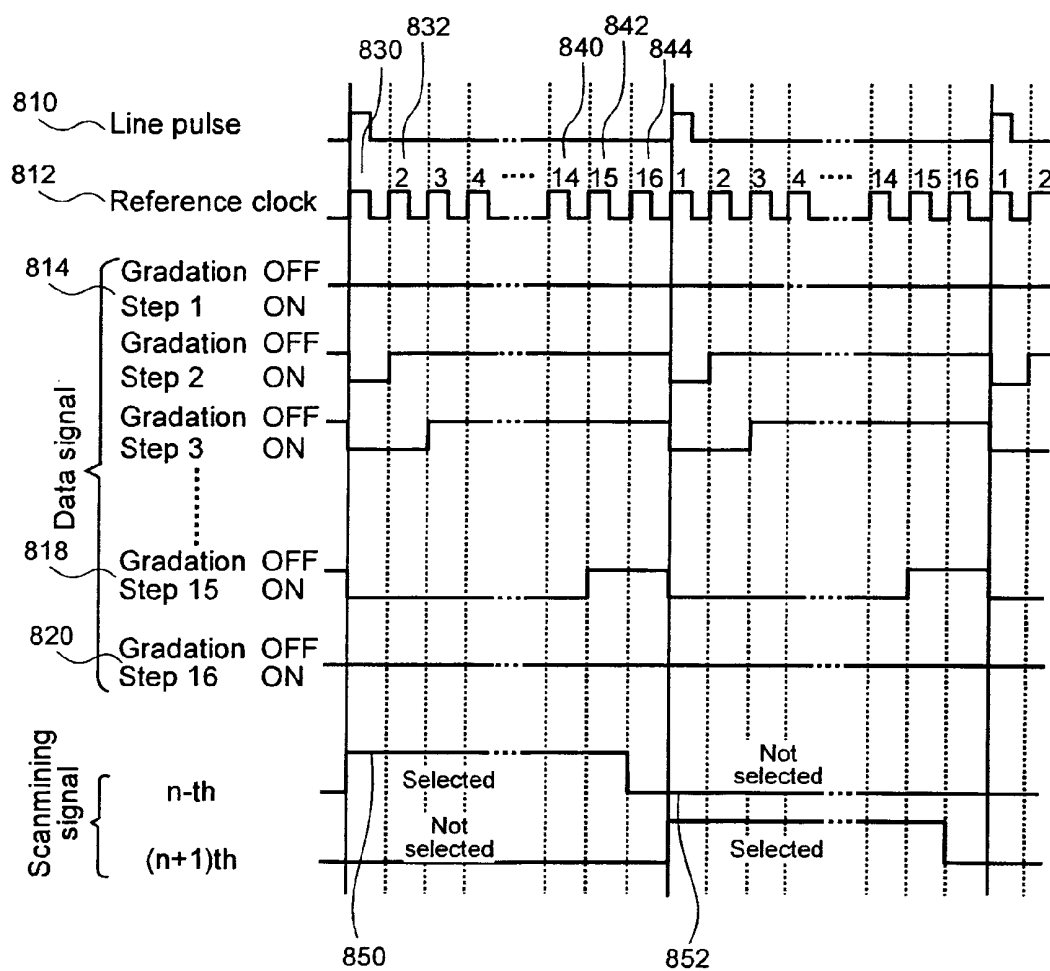 832
842
830
840
844
810
Line pulse
812
Reference clock
2 3 4 ···· 14 15 16 1 2 3 4 ···· 14 15 16 1 2
814
Data signal
Gradation OFF
Step 1 ON
Gradation OFF
Step 2 ON
Gradation OFF
Step 3 ON
818
Gradation OFF
Step 15 ON
820
Gradation OFF
Step 16 ON
Scanmining signal
n-th
Selected
Not selected
(n+1)th
Not selected
Selected
850
852